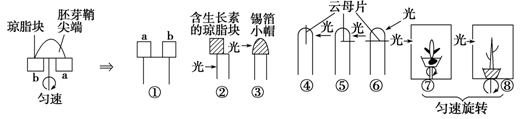 胚芽鞘
尖端
琼脂块
b
a
匀速
⇒
a
b
①
含生长素
的琼脂块
光
②
锡箔
小帽
光
③
云母片
光
④
光
⑤
光
⑥
⑦
⑧
匀速旋转